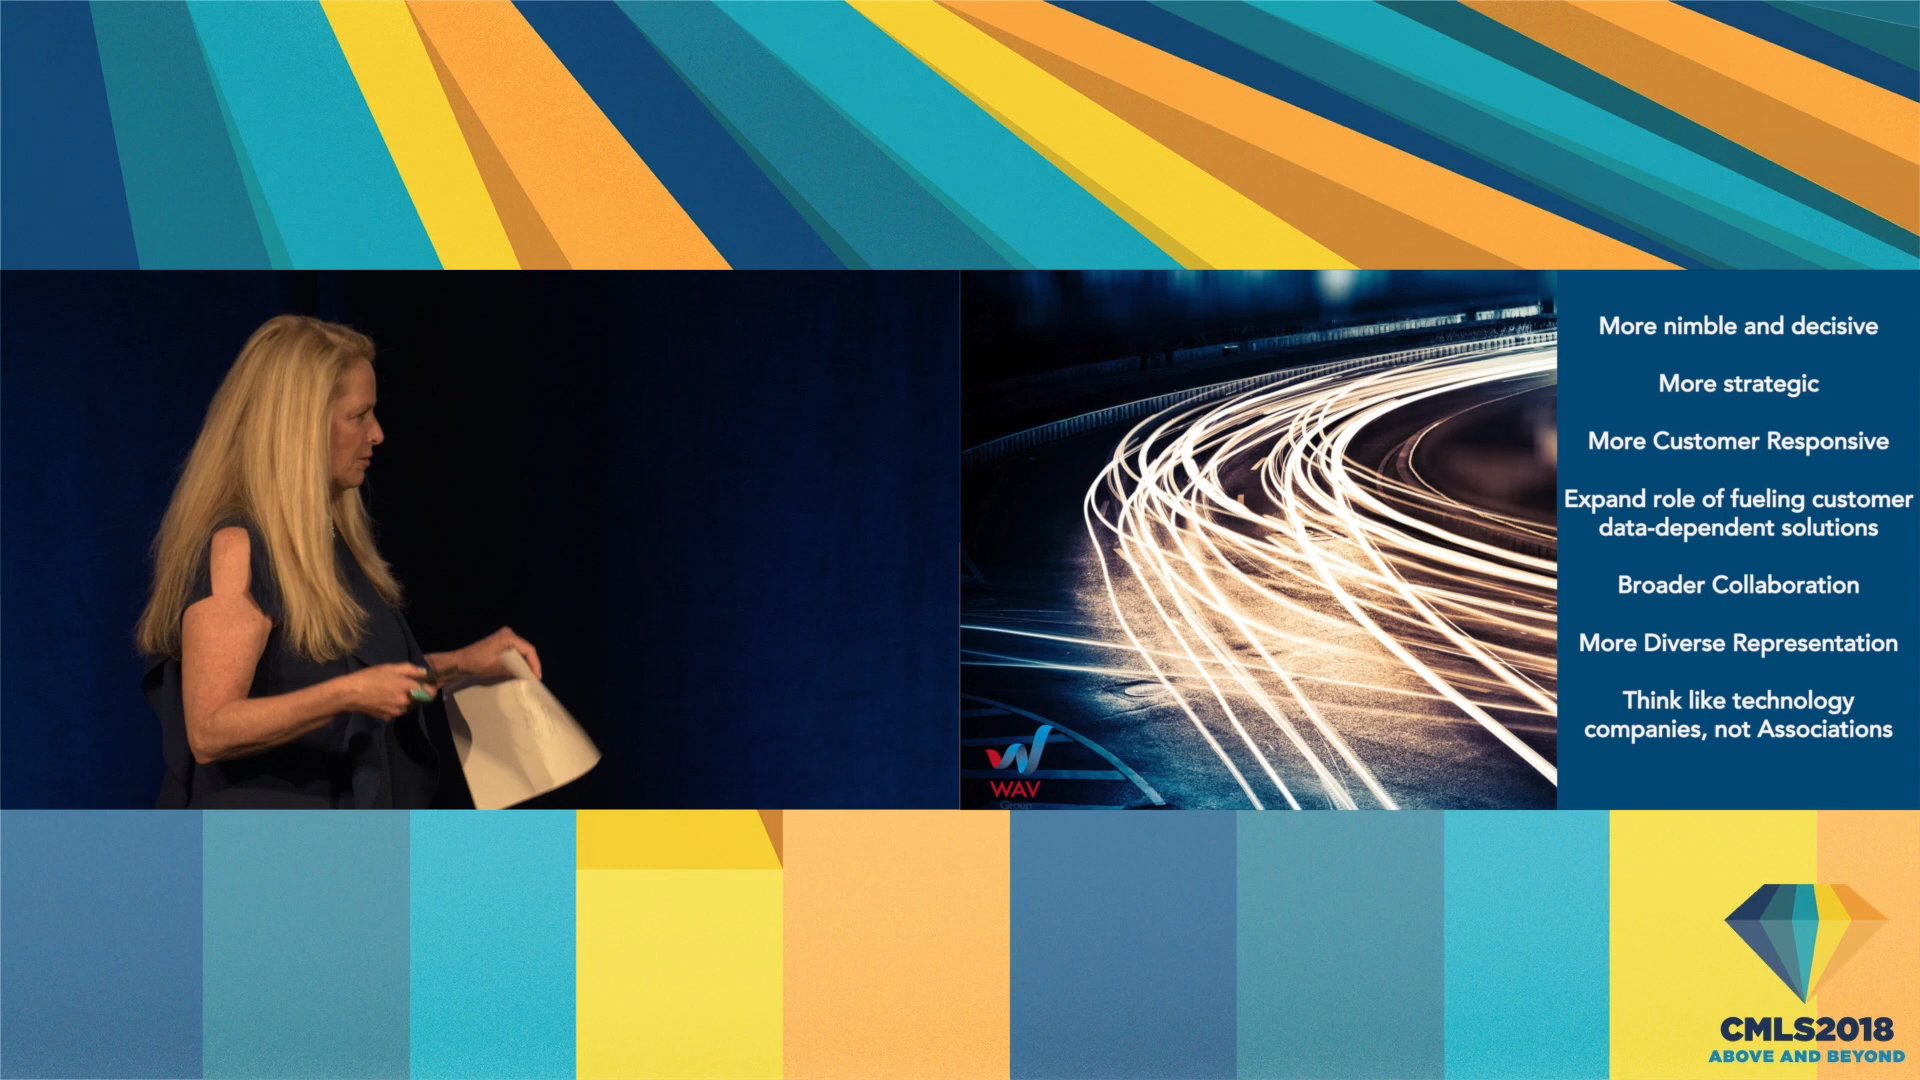 More nimble and decisive
More strategic
More Customer Responsive
Expand role of fueling customer
data-dependent solutions
Broader Collaboration
More Diverse Representation
Think like technology
companies, not Associations
WAV
Group
CMLS2018
ABOVE AND BEYOND